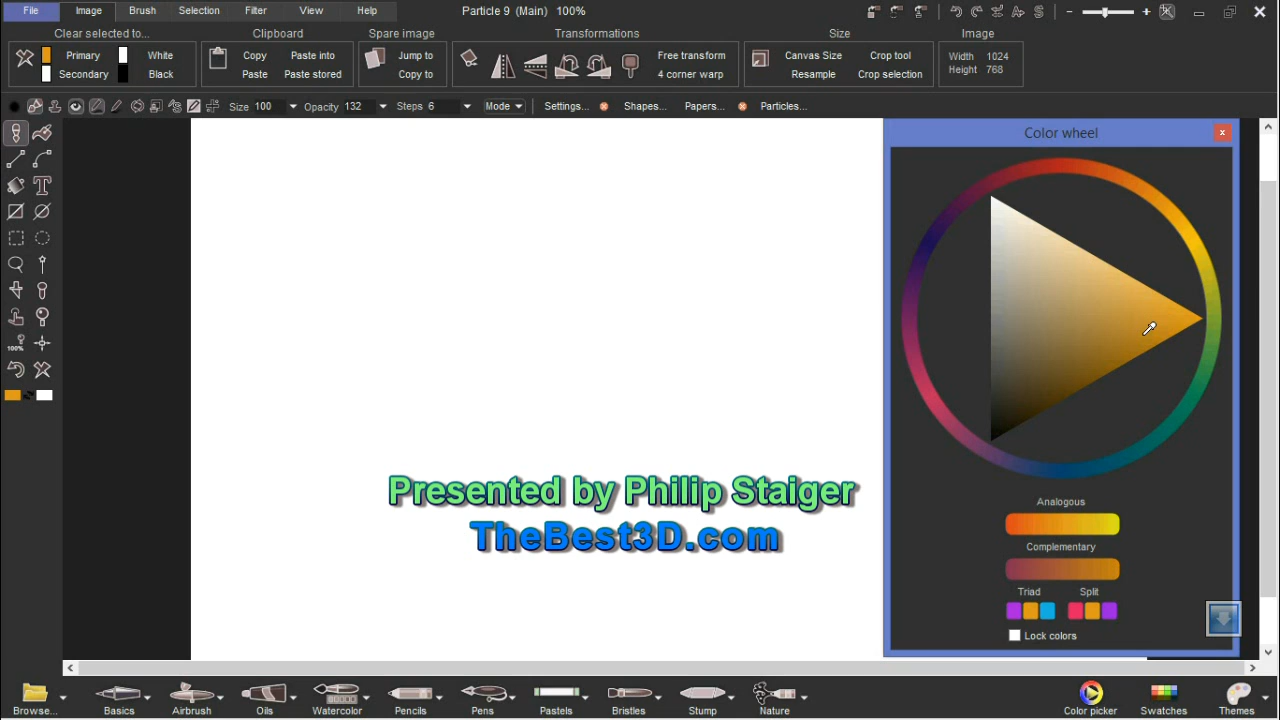 File Image Brush Selection Filter View Help Particle 9 (Main) 100%
Clear selected to... Clipboard Spare image Transformations Size Image
Primary White Copy Paste into Jump to Free transform Canvas Size Crop tool Width 1024
Secondary Black Paste Paste stored Copy to 4 corner warp Resample Crop selection Height 768
Size 100 Opacity 132 Steps 6 Mode Settings... Shapes... Papers... Particles...
Color wheel
T
100%
Presented by Philip Staiger
TheBest3D.com
Analogous
Complementary
Triad Split
Lock colors
Browse... Basics Airbrush Oils Watercolor Pencils Pens Pastels Bristles Stump Nature Color picker Swatches Themes